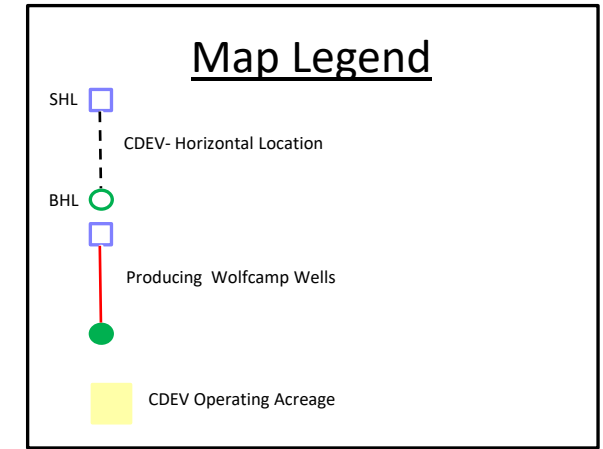 Map Legend
SHL
CDEV- Horizontal Location
BHL
Producing Wolfcamp Wells
CDEV Operating Acreage